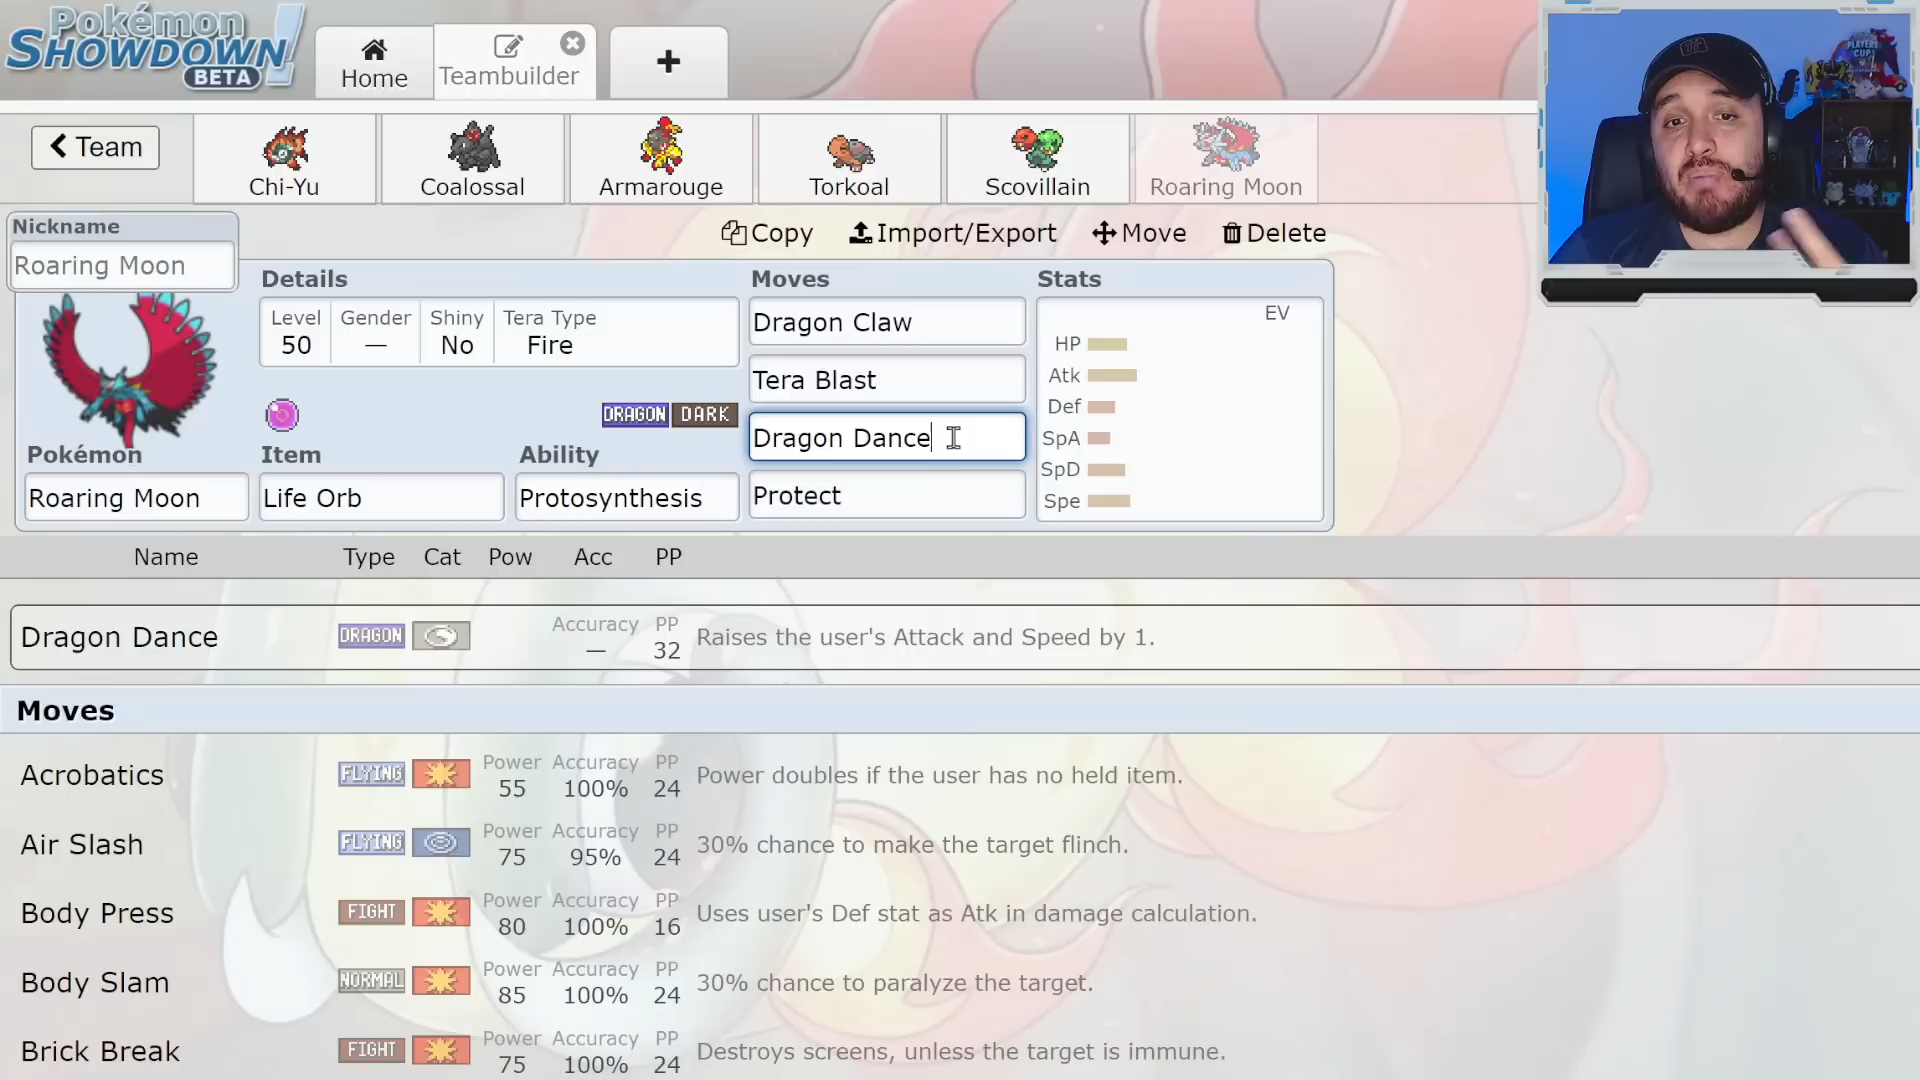 Pokémon
SHOWDOWN!
BETA
Home
Teambuilder
+
Team
Chi-Yu
Coalossal
Armarouge
Torkoal
Scovillain
Roaring Moon
Nickname
Roaring Moon
Copy
Import/Export
Move
Delete
Details
Level
50
Gender
—
Shiny
No
Tera Type
Fire
DRAGON DARK
Pokémon
Roaring Moon
Item
Life Orb
Ability
Protosynthesis
Moves
Dragon Claw
Tera Blast
Dragon Dance
Protect
Stats
EV
HP
Atk
Def
SpA
SpD
Spe
Name Type Cat Pow Acc PP
Dragon Dance DRAGON Accuracy — PP 32 Raises the user's Attack and Speed by 1.
Moves
Acrobatics FLYING Power 55 Accuracy 100% PP 24 Power doubles if the user has no held item.
Air Slash FLYING Power 75 Accuracy 95% PP 24 30% chance to make the target flinch.
Body Press FIGHT Power 80 Accuracy 100% PP 16 Uses user's Def stat as Atk in damage calculation.
Body Slam NORMAL Power 85 Accuracy 100% PP 24 30% chance to paralyze the target.
Brick Break FIGHT Power 75 Accuracy 100% PP 24 Destroys screens, unless the target is immune.
PLAYERS
CUP